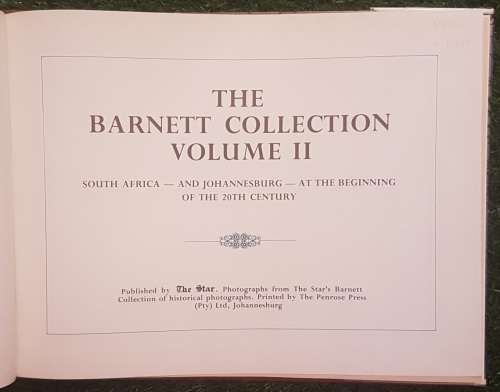 THE
BARNETT COLLECTION
VOLUME II
SOUTH AFRICA — AND JOHANNESBURG — AT THE BEGINNING
OF THE 20TH CENTURY
Published by The Star. Photographs from The Star's Barnett
Collection of historical photographs. Printed by The Penrose Press
(Pty) Ltd, Johannesburg